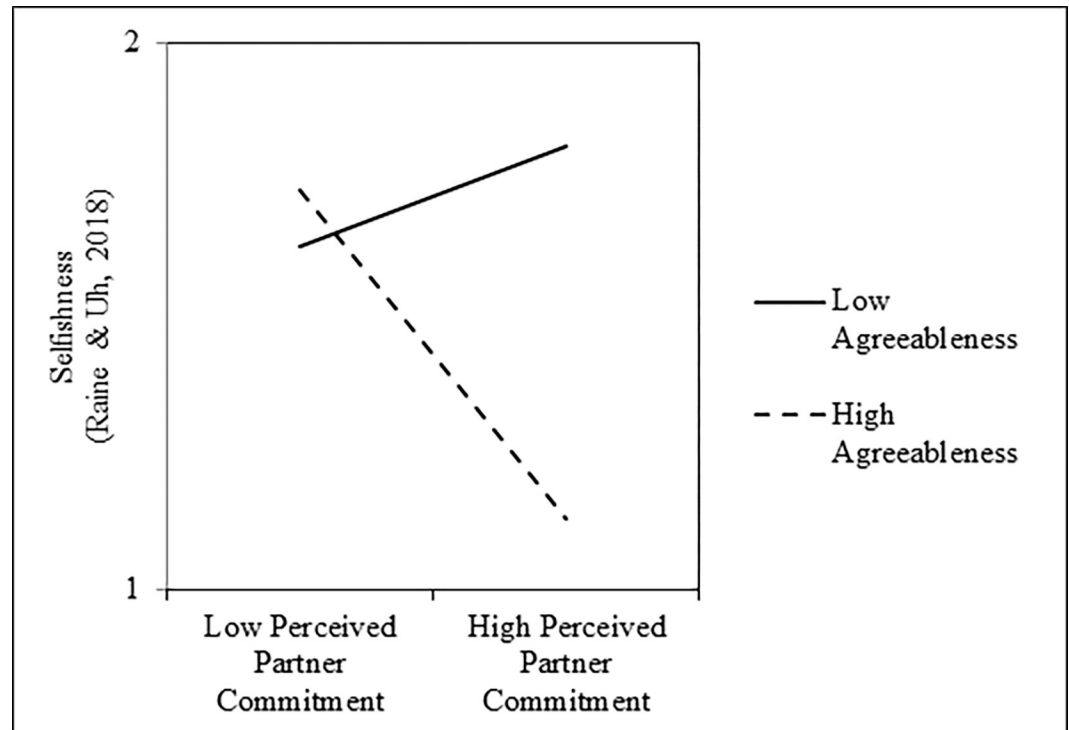 2
Selfishness
(Raine & Uh, 2018)
1
Low Perceived
Partner
Commitment
High Perceived
Partner
Commitment
Low
Agreeableness
High
Agreeableness